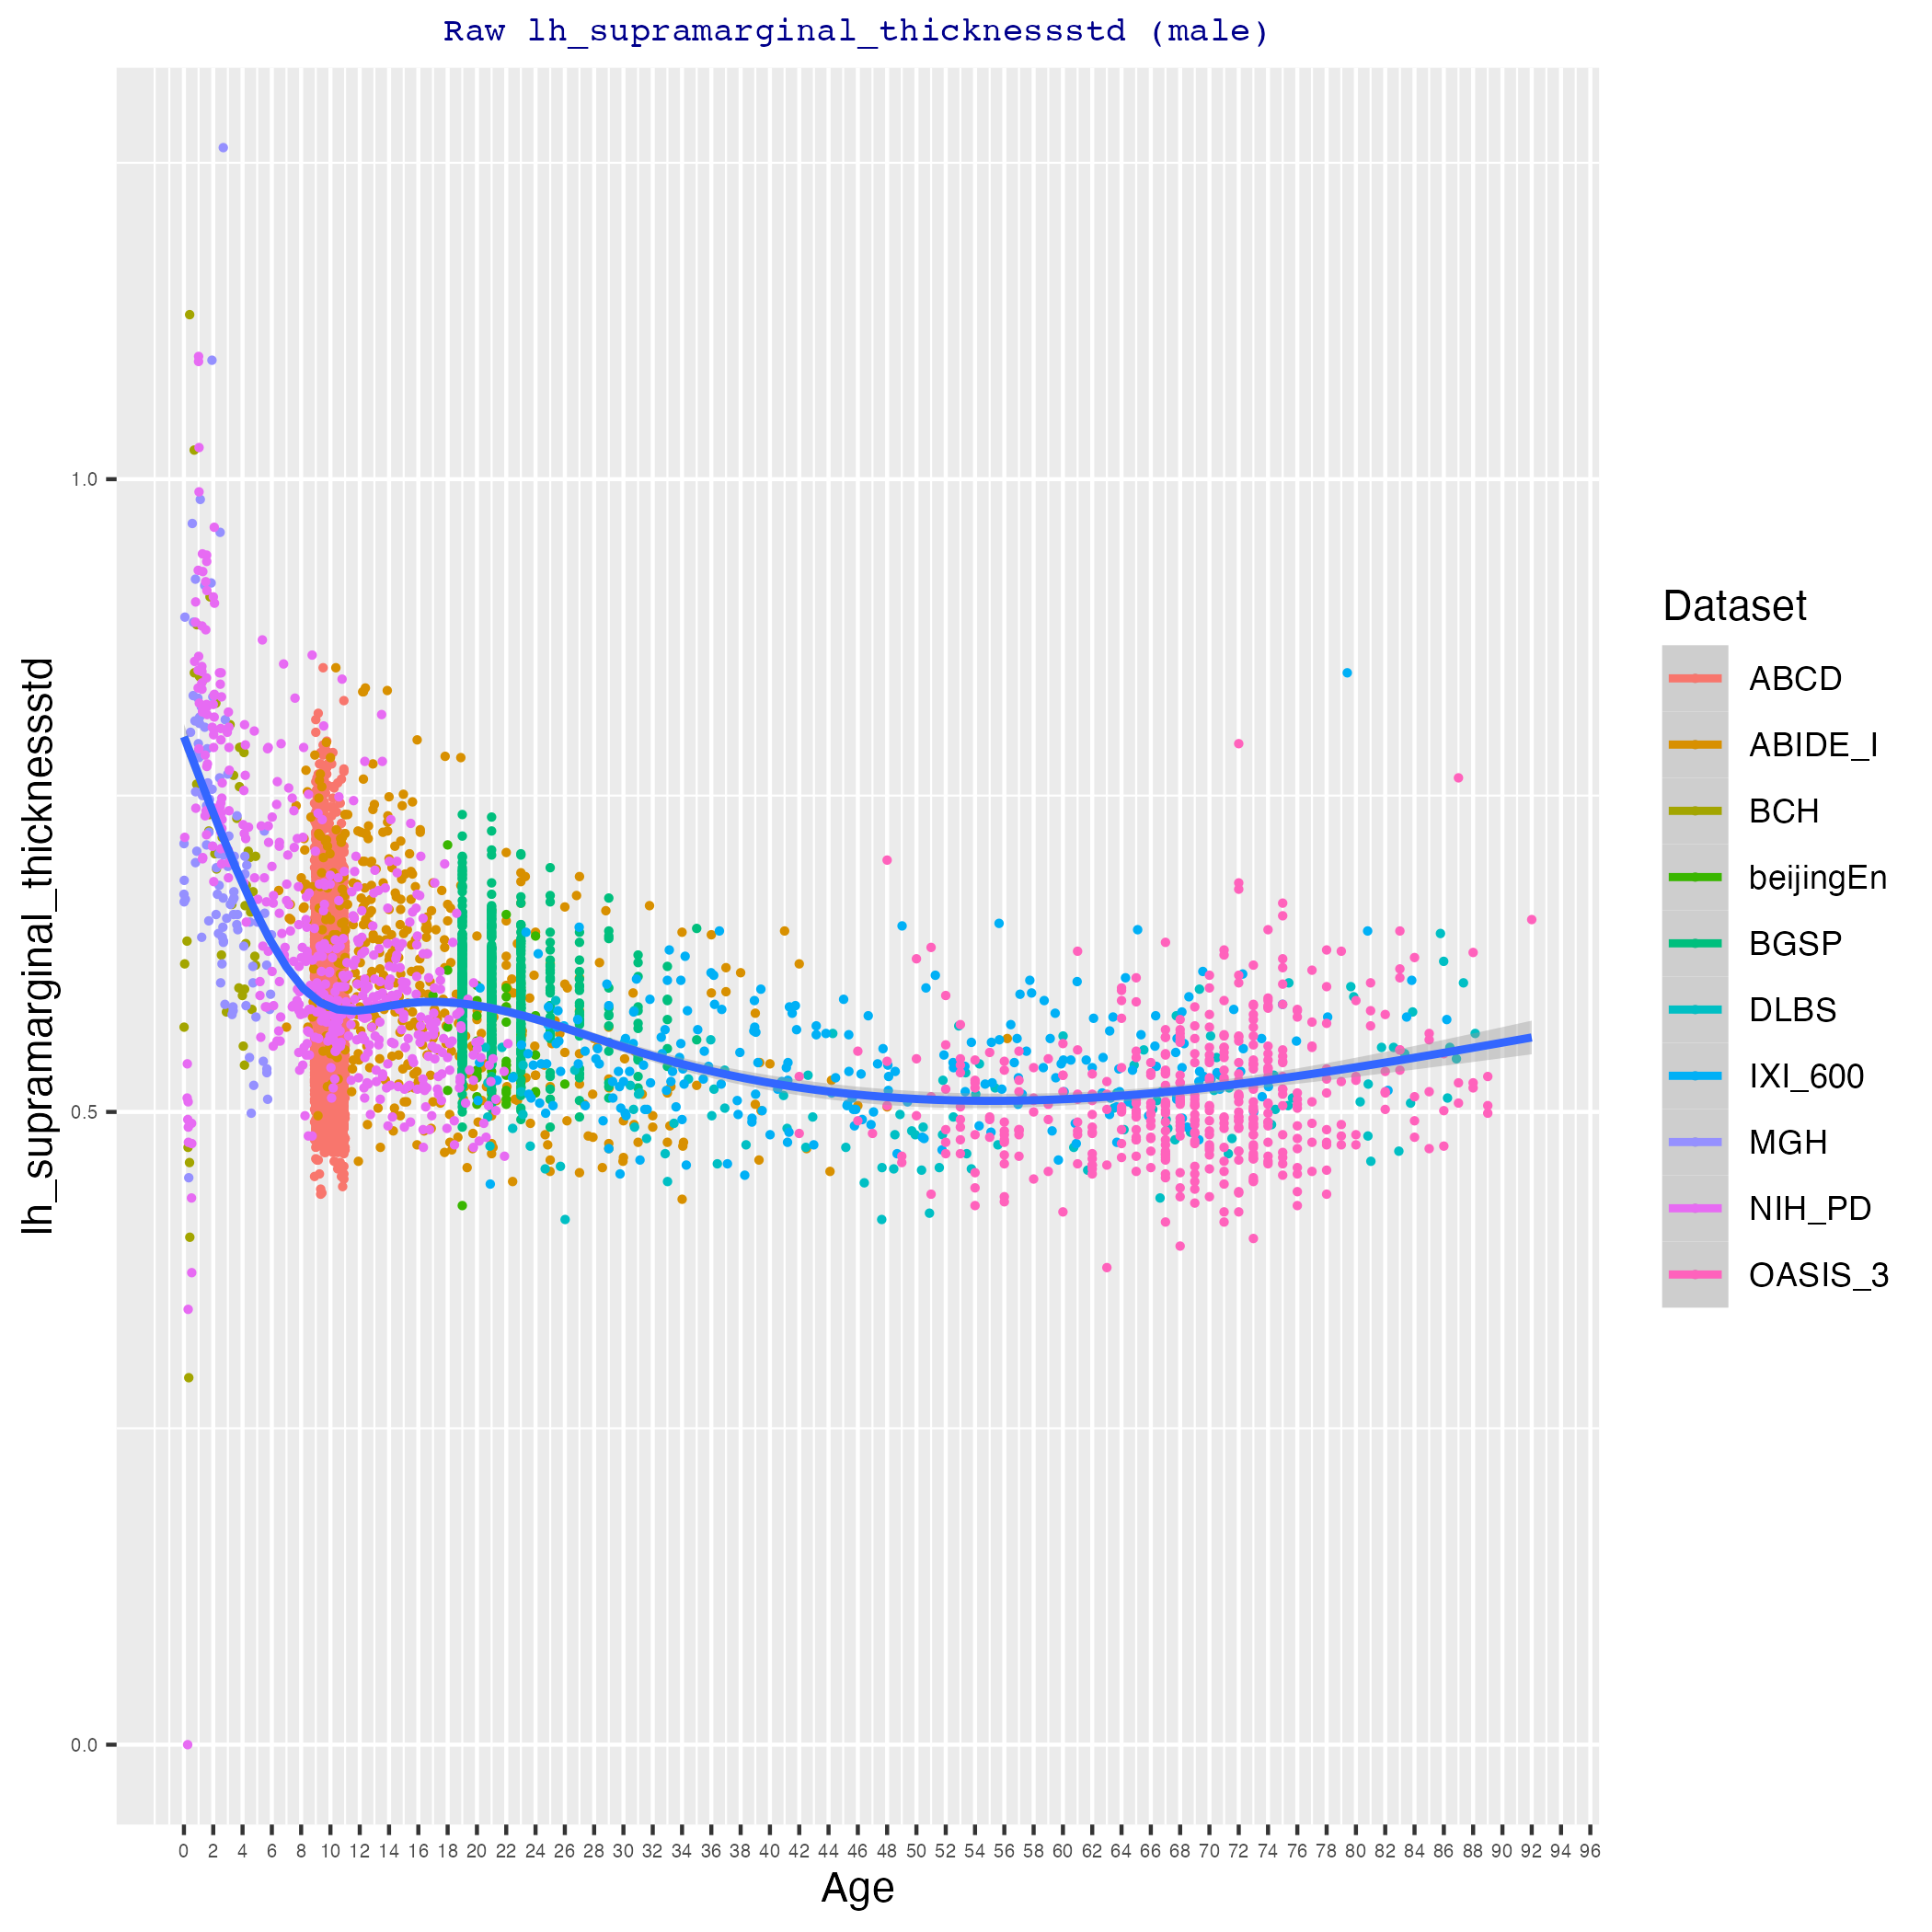 Raw lh_supramarginal_thicknessstd (male)
lh_supramarginal_thicknessstd
1.0
0.5
0.0
0 2 4 6 8 10 12 14 16 18 20 22 24 26 28 30 32 34 36 38 40 42 44 46 48 50 52 54 56 58 60 62 64 66 68 70 72 74 76 78 80 82 84 86 88 90 92 94 96
Age
Dataset
ABCD
ABIDE_I
BCH
beijingEn
BGSP
DLBS
IXI_600
MGH
NIH_PD
OASIS_3